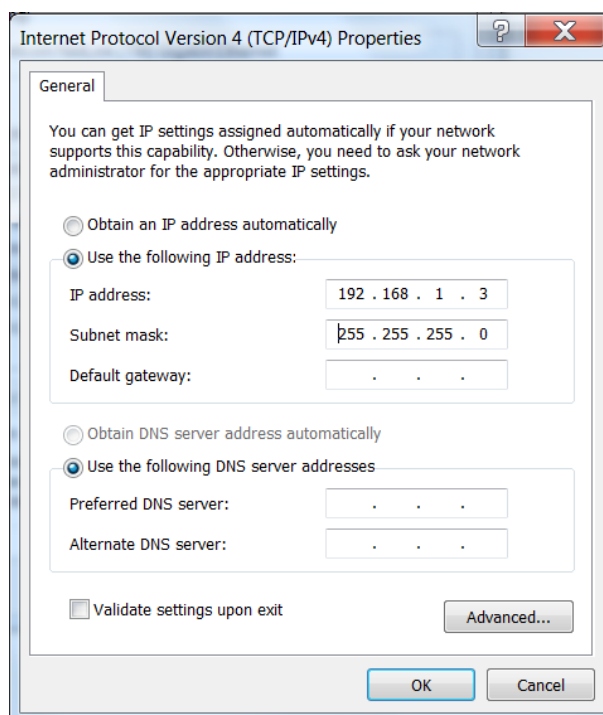 Internet Protocol Version 4 (TCP/IPv4) Properties
General
You can get IP settings assigned automatically if your network
supports this capability. Otherwise, you need to ask your network
administrator for the appropriate IP settings.
Obtain an IP address automatically
Use the following IP address:
IP address: 192 . 168 . 1 . 3
Subnet mask: 255 . 255 . 255 . 0
Default gateway: . . .
Obtain DNS server address automatically
Use the following DNS server addresses
Preferred DNS server: . . .
Alternate DNS server: . . .
Validate settings upon exit
Advanced...
OK Cancel